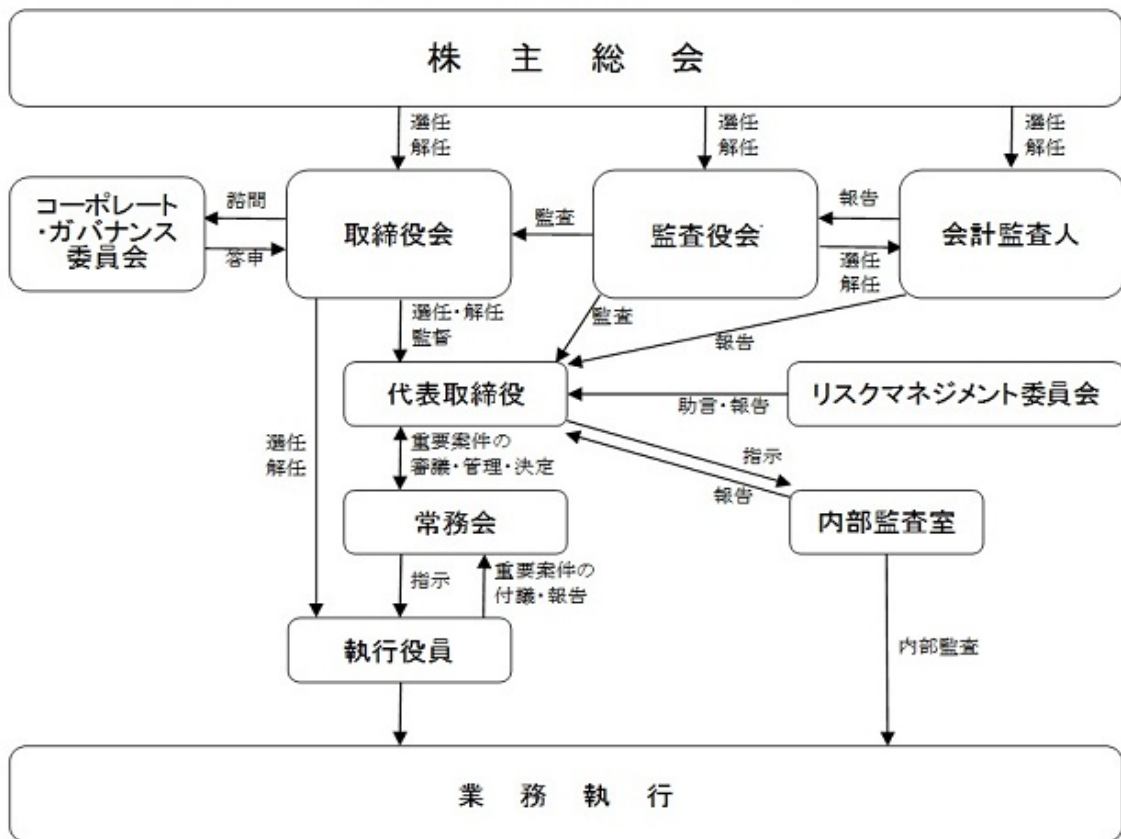 株主総会
選任
解任
選任
解任
選任
解任
コーポレート
・ガバナンス
委員会
諮問
答申
取締役会
監査
監査役会
報告
選任
解任
会計監査人
選任・解任
監督
監査
報告
代表取締役
助言・報告
リスクマネジメント委員会
選任
解任
重要案件の
審議・管理・決定
指示
報告
常務会
内部監査室
指示
重要案件の
付議・報告
執行役員
内部監査
業務執行